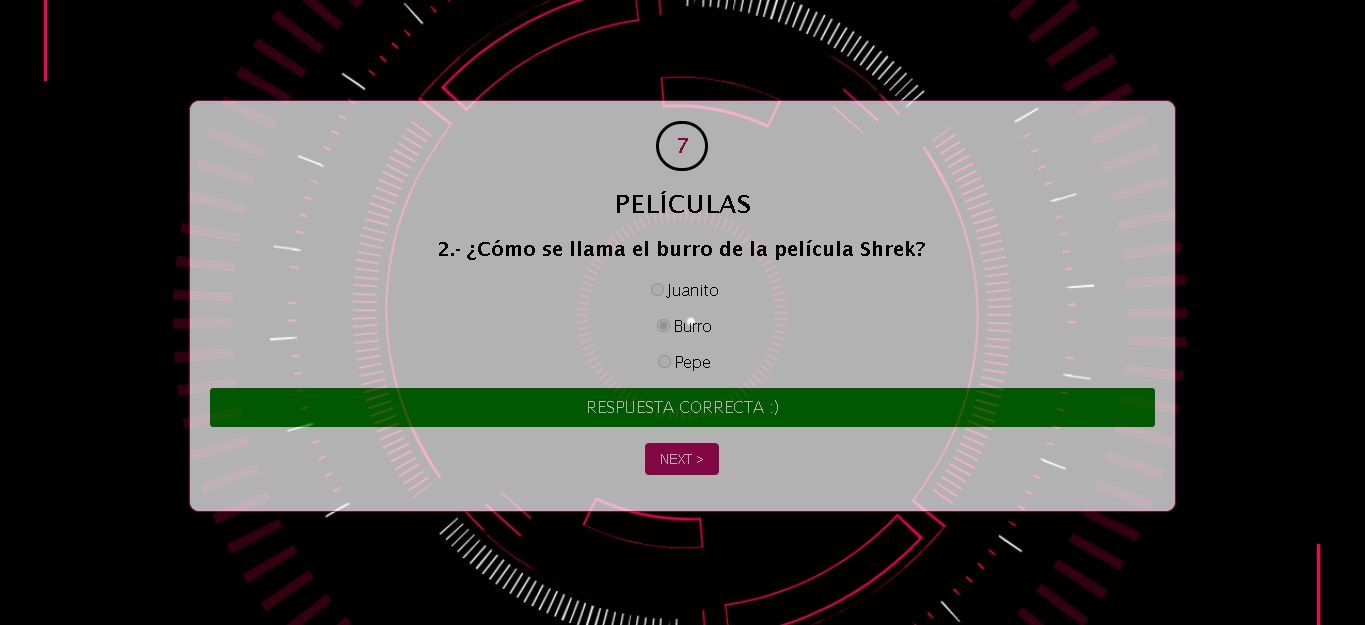 7
PELÍCULAS
2.- ¿Cómo se llama el burro de la película Shrek?
Juanito
Burro
Pepe
RESPUESTA CORRECTA :)
NEXT >